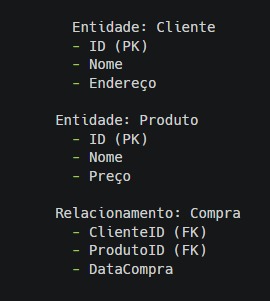 Entidade: Cliente
- ID (PK)
- Nome
- Endereço
Entidade: Produto
- ID (PK)
- Nome
- Preço
Relacionamento: Compra
- ClienteID (FK)
- ProdutoID (FK)
- DataCompra